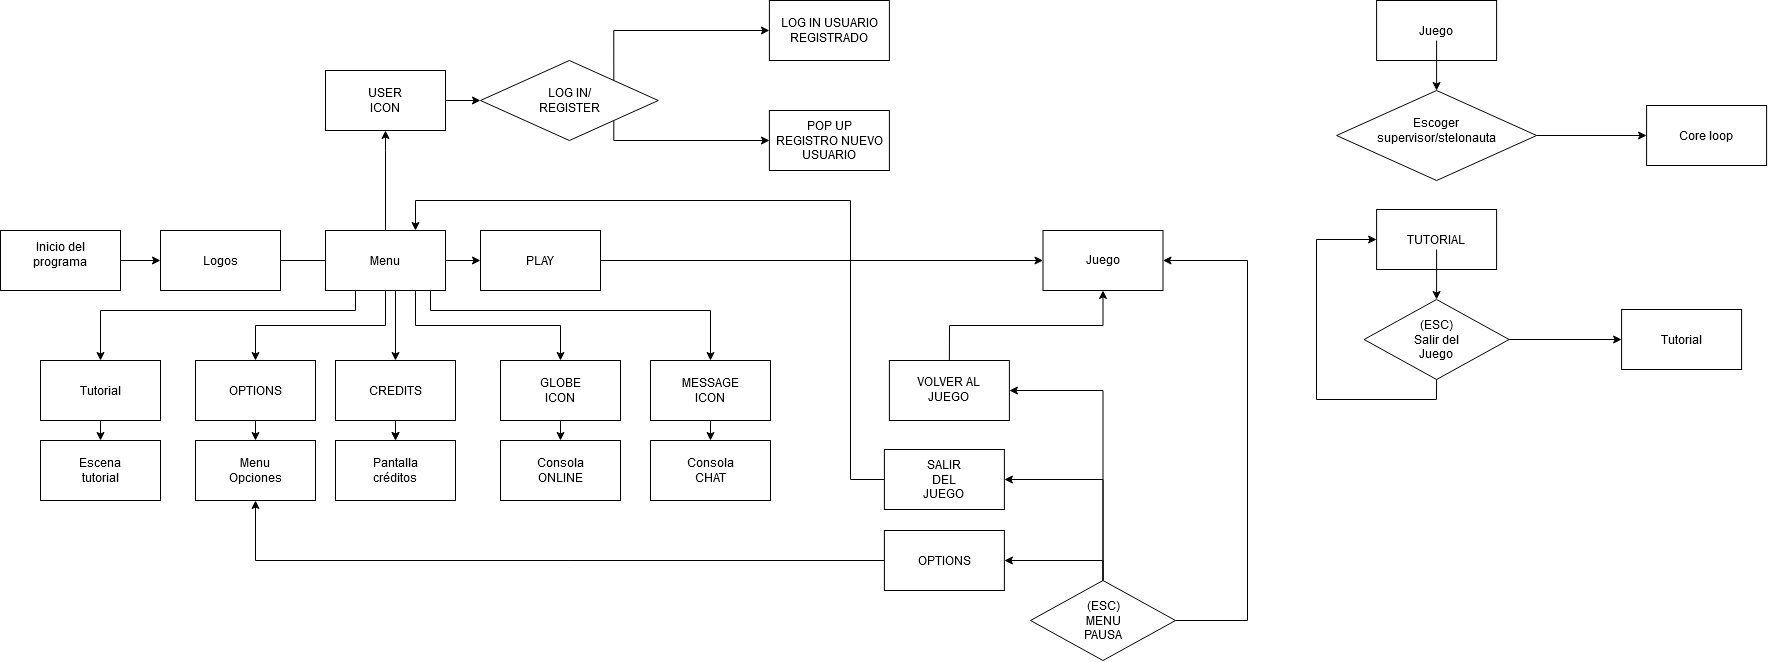 LOG IN USUARIO
REGISTRADO
Juego
USER
ICON
LOG IN/
REGISTER
POP UP
REGISTRO NUEVO
USUARIO
Escoger
supervisor/stelonauta
Core loop
Inicio del
programa
Logos
Menu
PLAY
Juego
TUTORIAL
(ESC)
Salir del
Juego
Tutorial
Tutorial
OPTIONS
CREDITS
GLOBE
ICON
MESSAGE
ICON
VOLVER AL
JUEGO
Escena
tutorial
Menu
Opciones
Pantalla
créditos
Consola
ONLINE
Consola
CHAT
SALIR
DEL
JUEGO
OPTIONS
(ESC)
MENU
PAUSA